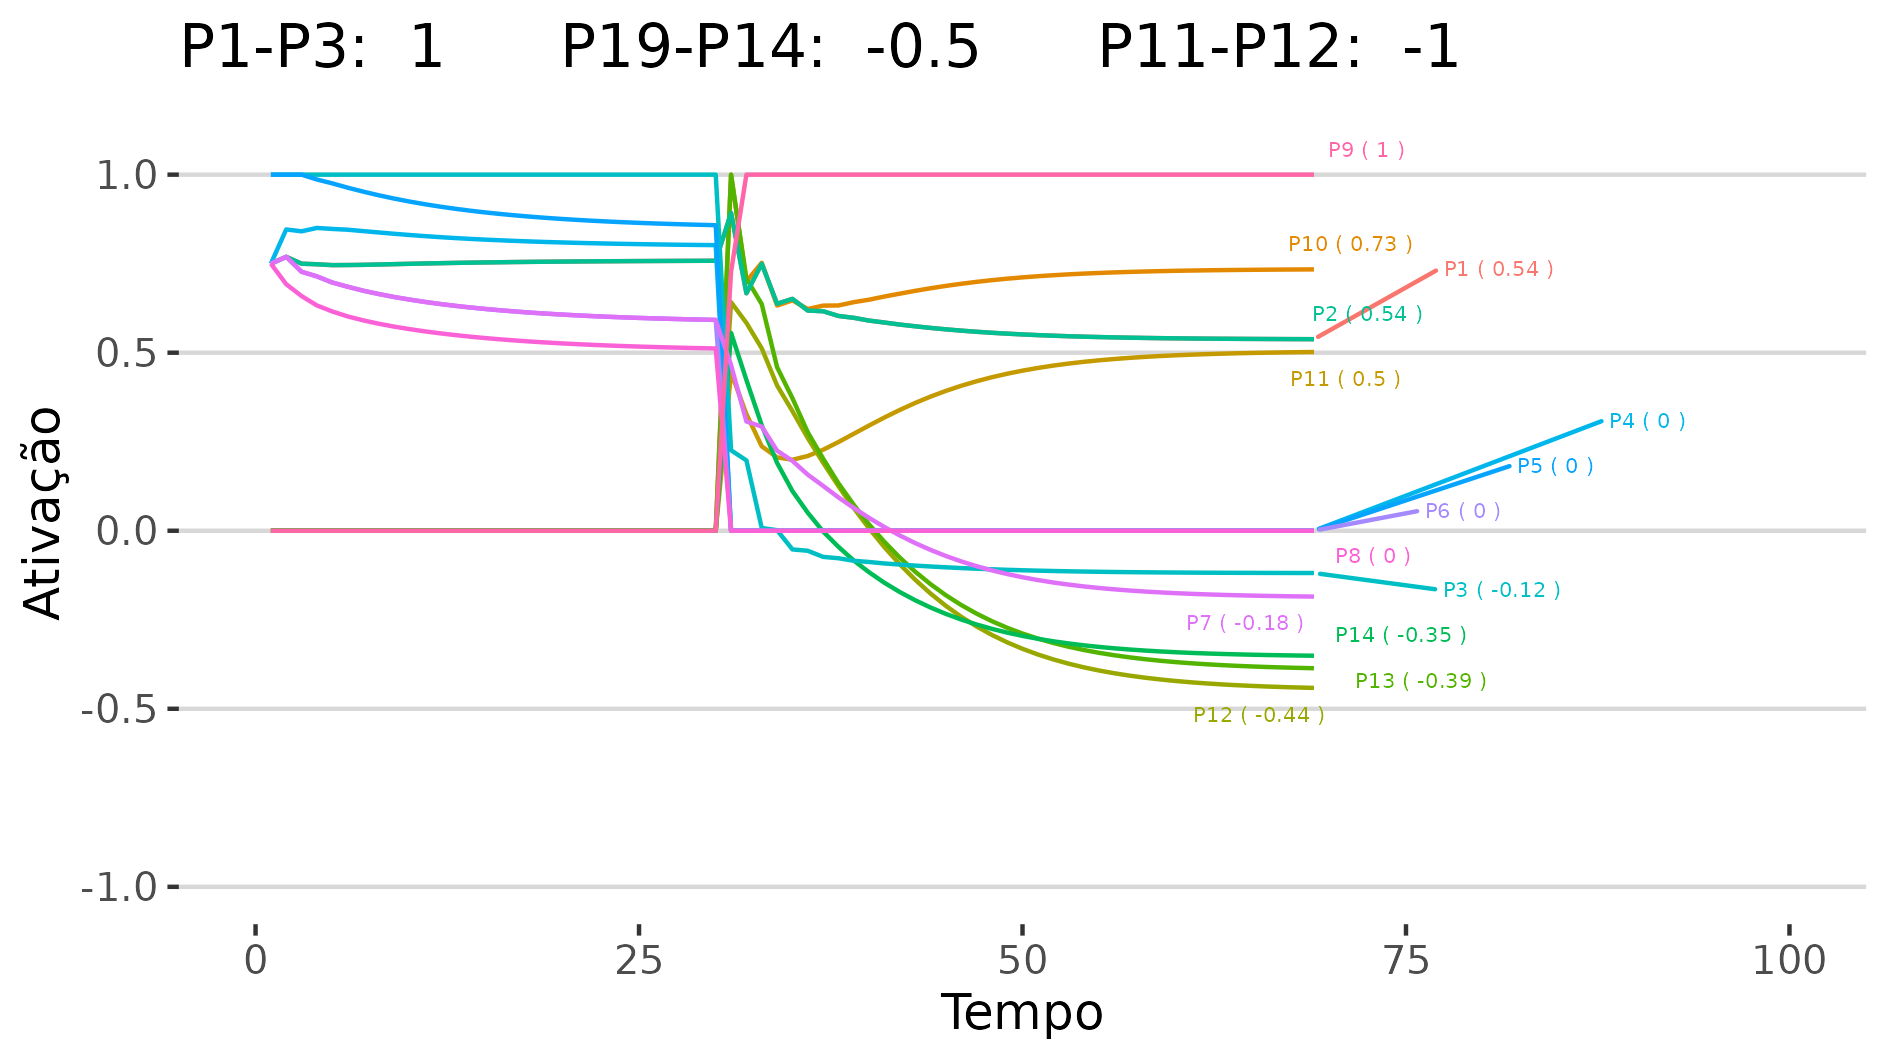 P1-P3: 1 P19-P14: -0.5 P11-P12: -1
P9 ( 1 )
1.0
P10 ( 0.73 )
P1 ( 0.54 )
P2 ( 0.54 )
0.5
P11 ( 0.5 )
P4 ( 0 )
P5 ( 0 )
P6 ( 0 )
0.0
P8 ( 0 )
P3 ( -0.12 )
P7 ( -0.18 )
P14 ( -0.35 )
P13 ( -0.39 )
-0.5
P12 ( -0.44 )
-1.0
Ativação
0 25 50 75 100
Tempo